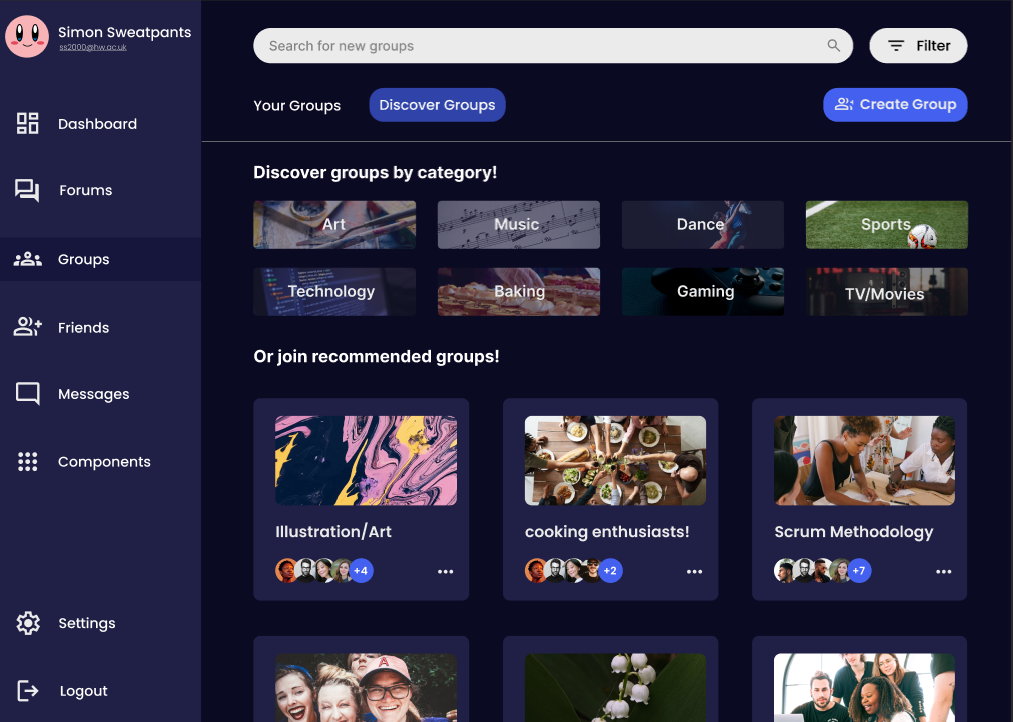 Simon Sweatpants
ss2000@hw.ac.uk
Dashboard
Forums
Groups
Friends
Messages
Components
Settings
Logout
Search for new groups
Filter
Your Groups
Discover Groups
Create Group
Discover groups by category!
Art
Music
Dance
Sports
Technology
Baking
Gaming
TV/Movies
Or join recommended groups!
Illustration/Art
+4
cooking enthusiasts!
+2
Scrum Methodology
+7
A